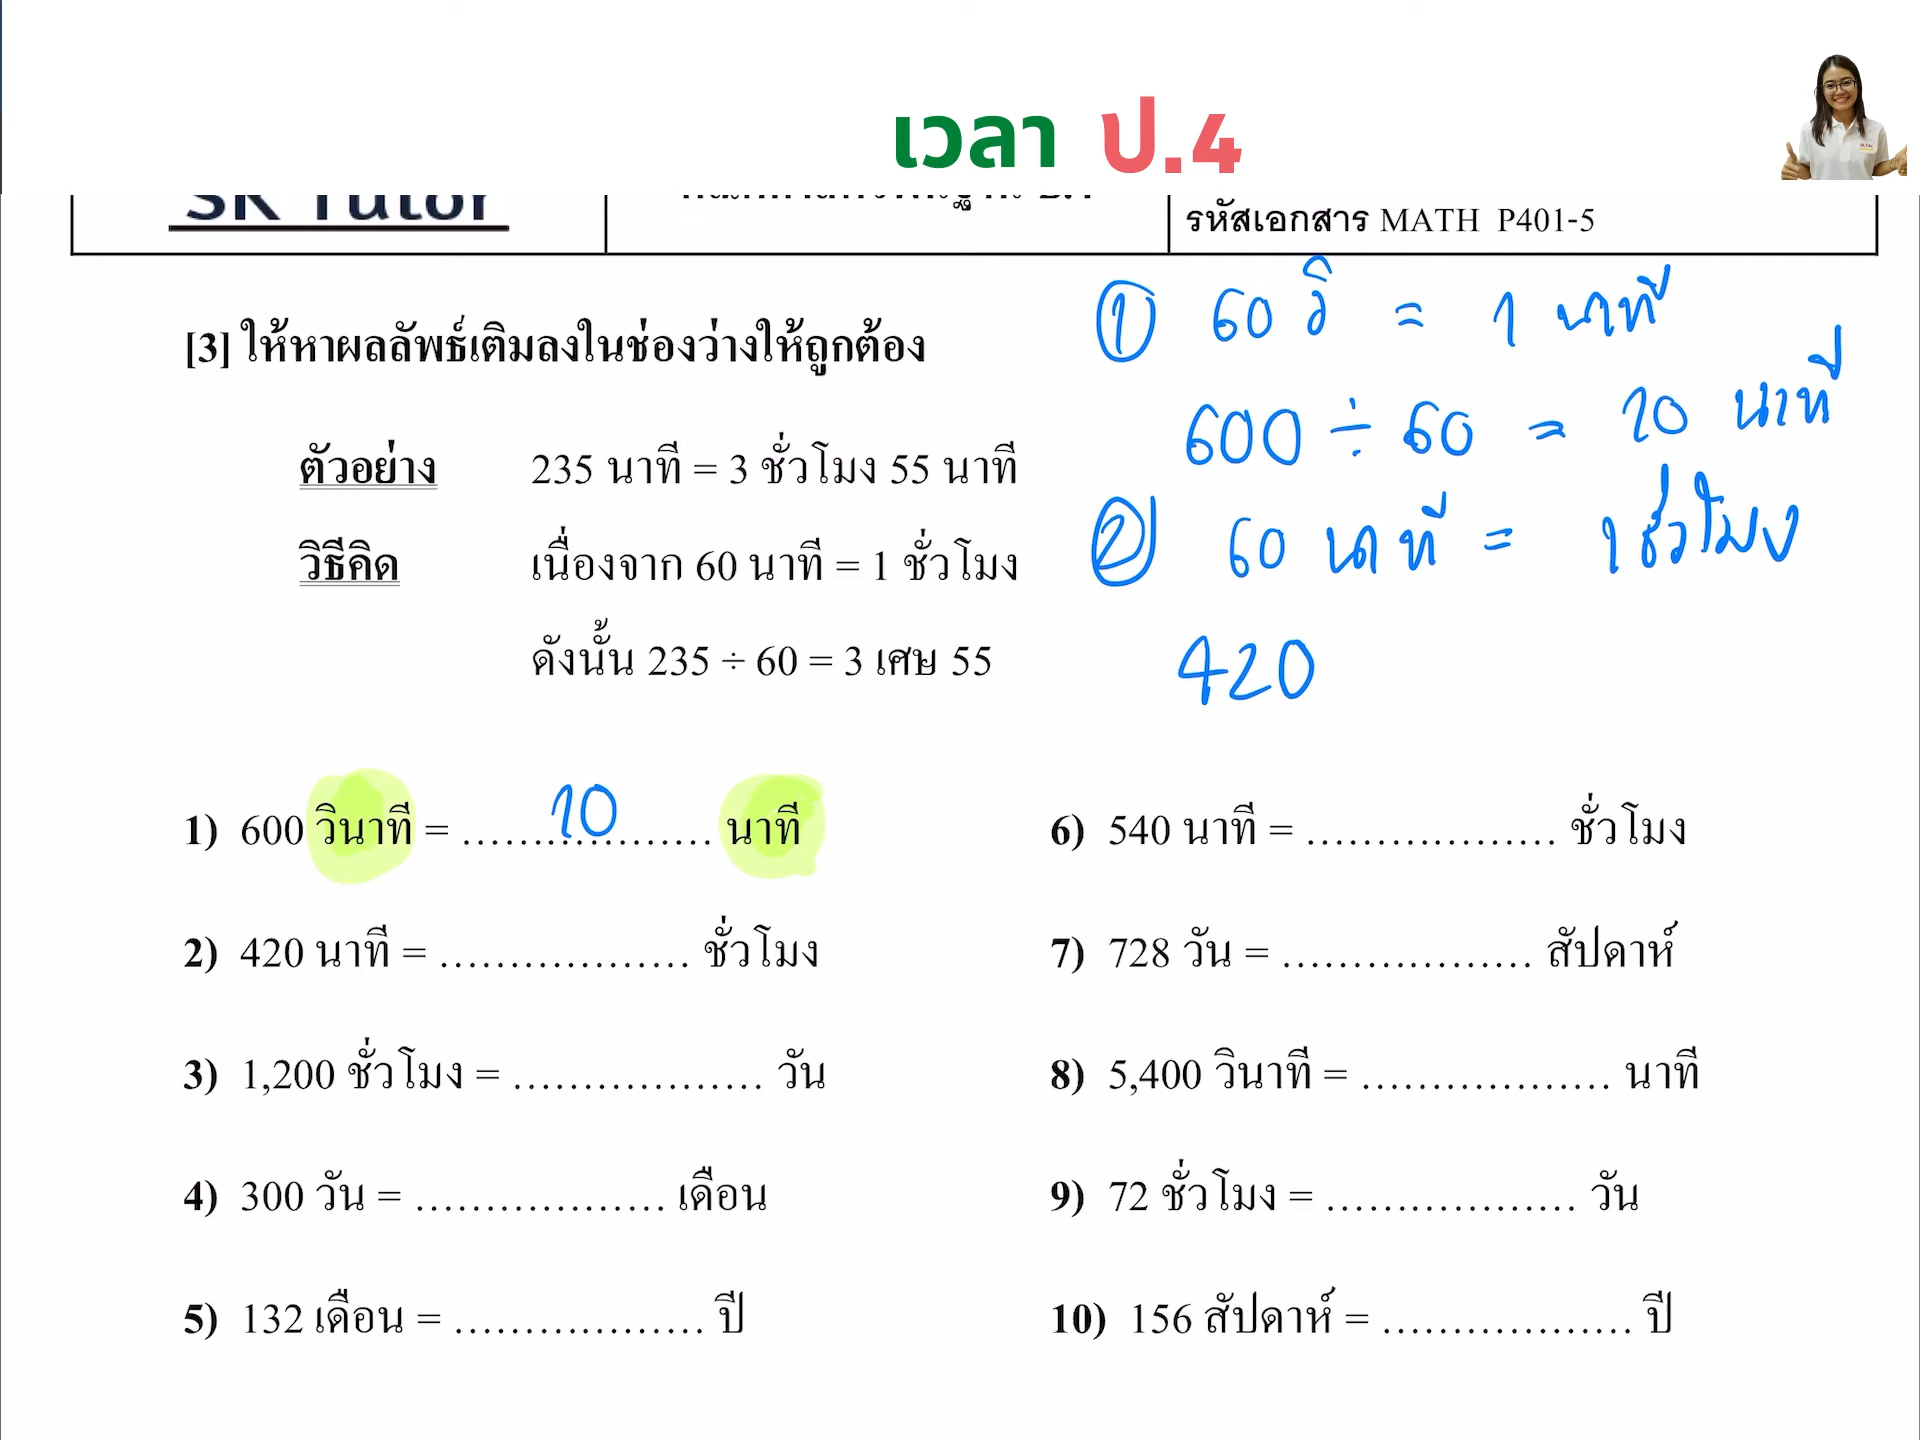 เวลา ป.4
SK Tutor
รหัสเอกสาร MATH P401-5
[3] ให้หาผลลัพธ์เติมลงในช่องว่างให้ถูกต้อง
ตัวอย่าง 235 นาที = 3 ชั่วโมง 55 นาที
วิธีคิด เนื่องจาก 60 นาที = 1 ชั่วโมง
ดังนั้น 235 ÷ 60 = 3 เศษ 55
① 60 วิ = 1 นาที
600 ÷ 60 = 10 นาที
② 60 นาที = 1 ชั่วโมง
420
1) 600 วินาที = ........10........ นาที
2) 420 นาที = .................. ชั่วโมง
3) 1,200 ชั่วโมง = .................. วัน
4) 300 วัน = .................. เดือน
5) 132 เดือน = .................. ปี
6) 540 นาที = .................. ชั่วโมง
7) 728 วัน = .................. สัปดาห์
8) 5,400 วินาที = .................. นาที
9) 72 ชั่วโมง = .................. วัน
10) 156 สัปดาห์ = .................. ปี